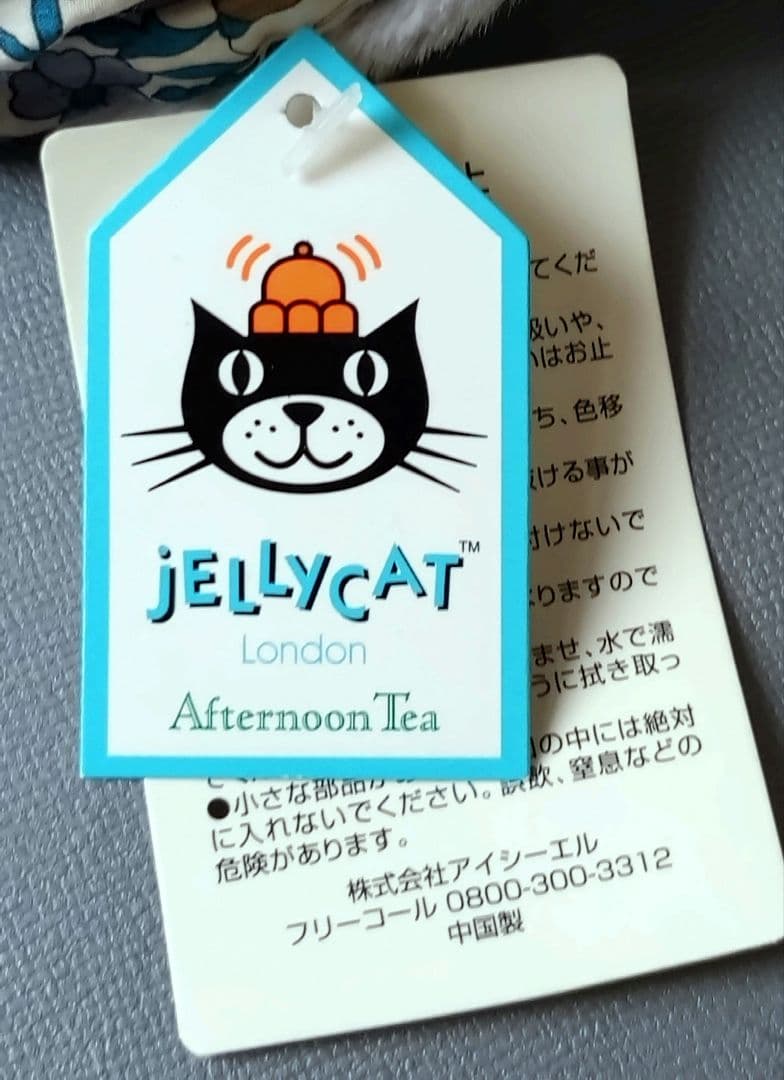 jELLYCAT™
London
Afternoon Tea
てくだ
扱いや、
いはお止
ち、色移
ける事が
付けないで
りますので
ませ、水で濡
うに拭き取っ
の中には絶対
●小さな部品が
飲、窒息などの
に入れないでください。
危険があります。
株式会社アイシーエル
フリーコール 0800-300-3312
中国製